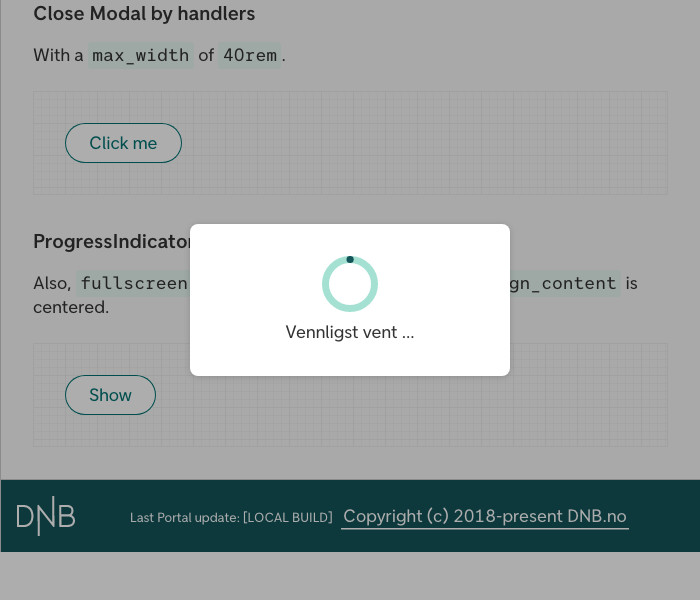 Close Modal by handlers
With a max_width of 40rem.
Click me
ProgressIndicator
Also, fullscreen gn_content is
centered.
Vennligst vent ...
Show
DNB
Last Portal update: [LOCAL BUILD] Copyright (c) 2018-present DNB.no